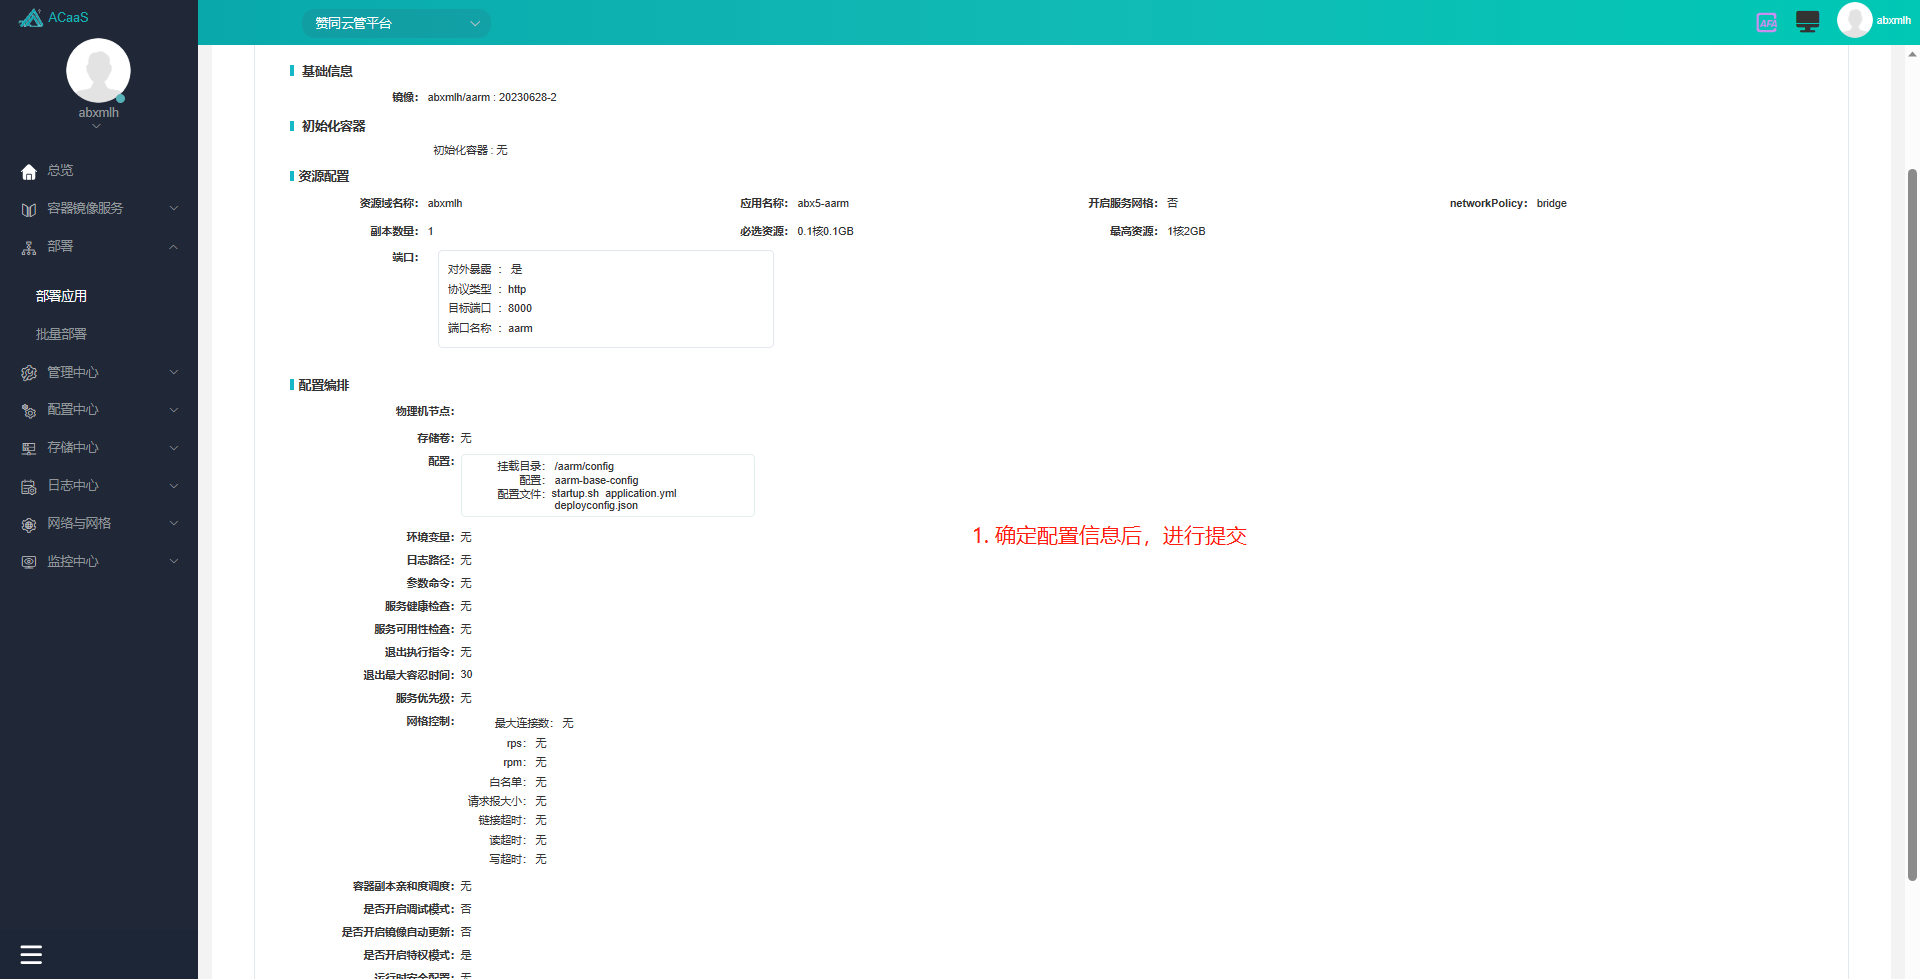 ACaaS
赞同云管平台
AFA
abxmlh
abxmlh
总览
容器镜像服务
部署
部署应用
批量部署
管理中心
配置中心
存储中心
日志中心
网络与网格
监控中心
基础信息
镜像： abxmlh/aarm : 20230628-2
初始化容器
初始化容器 : 无
资源配置
资源域名称： abxmlh 应用名称： abx5-aarm 开启服务网格： 否 networkPolicy： bridge
副本数量： 1 必选资源： 0.1核0.1GB 最高资源： 1核2GB
端口：
对外暴露 ： 是
协议类型 ： http
目标端口 ： 8000
端口名称 ： aarm
配置编排
物理机节点：
存储卷： 无
配置：
挂载目录： /aarm/config
配置： aarm-base-config
配置文件： startup.sh application.yml
deployconfig.json
环境变量： 无
1. 确定配置信息后，进行提交
日志路径： 无
参数命令： 无
服务健康检查： 无
服务可用性检查： 无
退出执行指令： 无
退出最大容忍时间： 30
服务优先级： 无
网格控制： 最大连接数： 无
rps： 无
rpm： 无
白名单： 无
请求报大小： 无
链接超时： 无
读超时： 无
写超时： 无
容器副本亲和度调度： 无
是否开启调试模式： 否
是否开启镜像自动更新： 否
是否开启特权模式： 是
运行时安全配置： 无